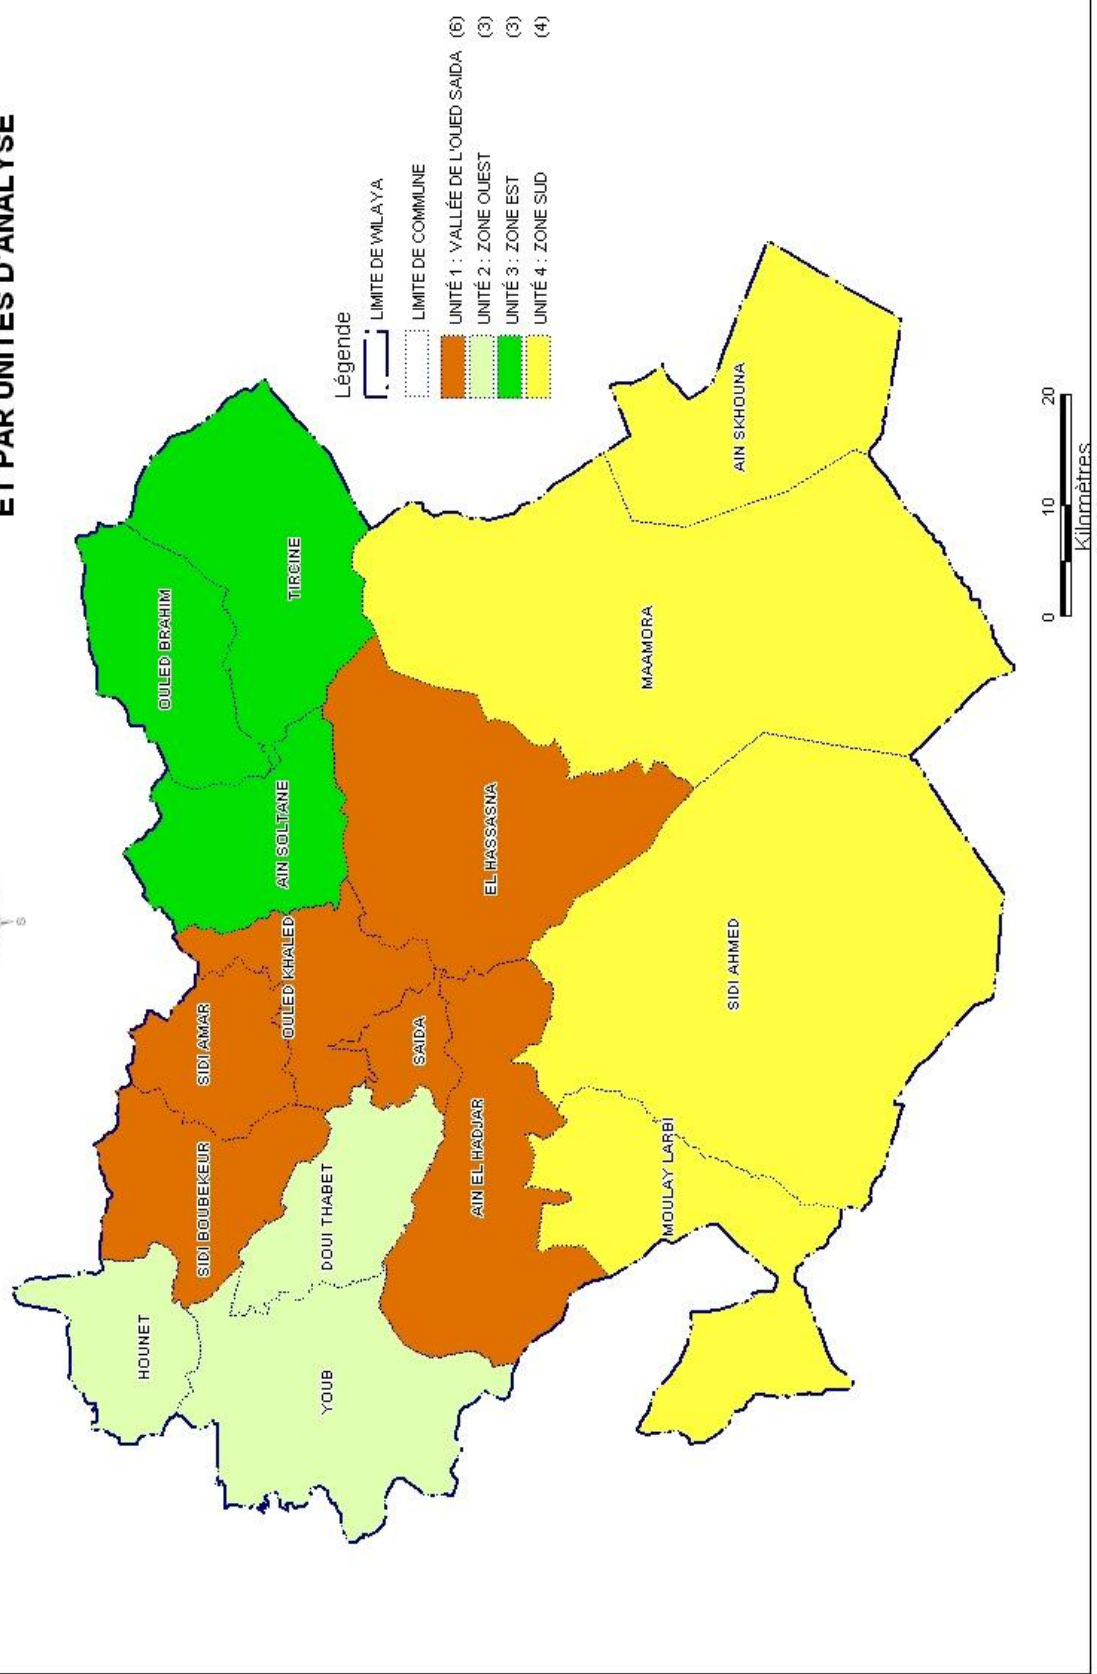 ET PAR UNITÉS D'ANALYSE
S
Légende
LIMITE DE WILAYA
LIMITE DE COMMUNE
UNITÉ 1 : VALLÉE DE L'OUED SAIDA (6)
UNITÉ 2 : ZONE OUEST (3)
UNITÉ 3 : ZONE EST (3)
UNITÉ 4 : ZONE SUD (4)
HOUNET
SIDI BOUBEKEUR
SIDI AMAR
OULED BRAHIM
OULED KHALED
AIN SOLTANE
TIRCINE
YOUB
DOUI THABET
SAIDA
AIN EL HADJAR
EL HASSASNA
MAAMORA
MOULAY LARBI
SIDI AHMED
AIN SKHOUNA
0 10 20
Kilomètres